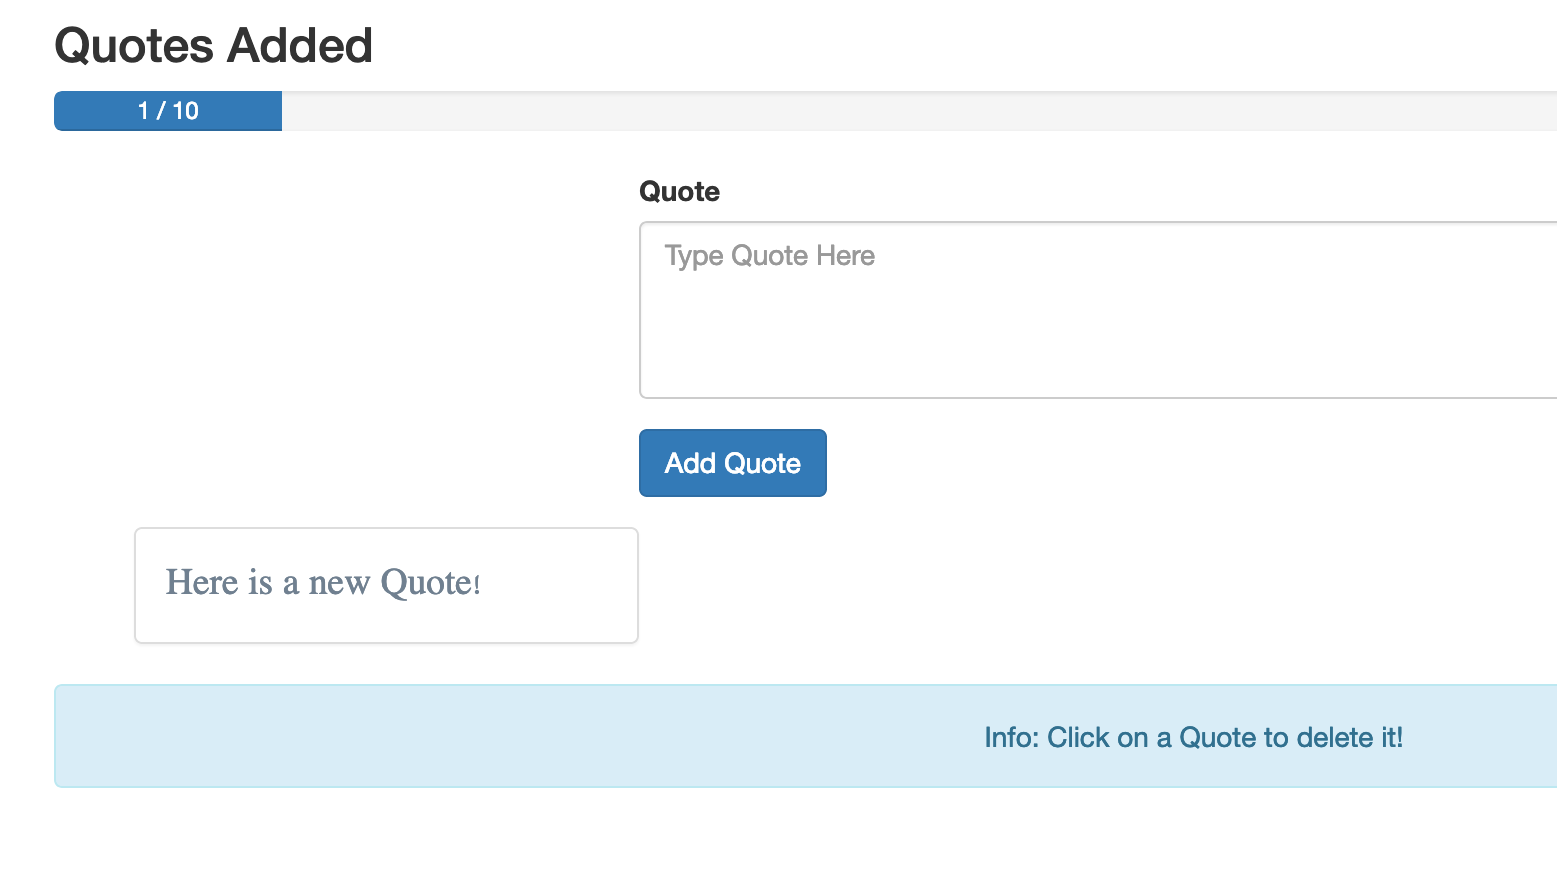 Quotes Added
1 / 10
Quote
Type Quote Here
Add Quote
Here is a new Quote!
Info: Click on a Quote to delete it!